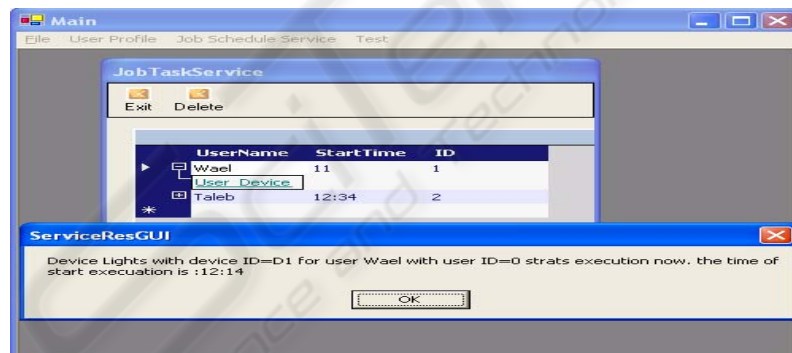 Main
File User Profile Job Schedule Service Test
JobTaskService
Exit Delete
UserName StartTime ID
Wael 11 1
User Device
Taleb 12:34 2
ServiceResGUI
Device Lights with device ID=D1 for user Wael with user ID=0 strats execution now. the time of
start execuation is :12:14
OK